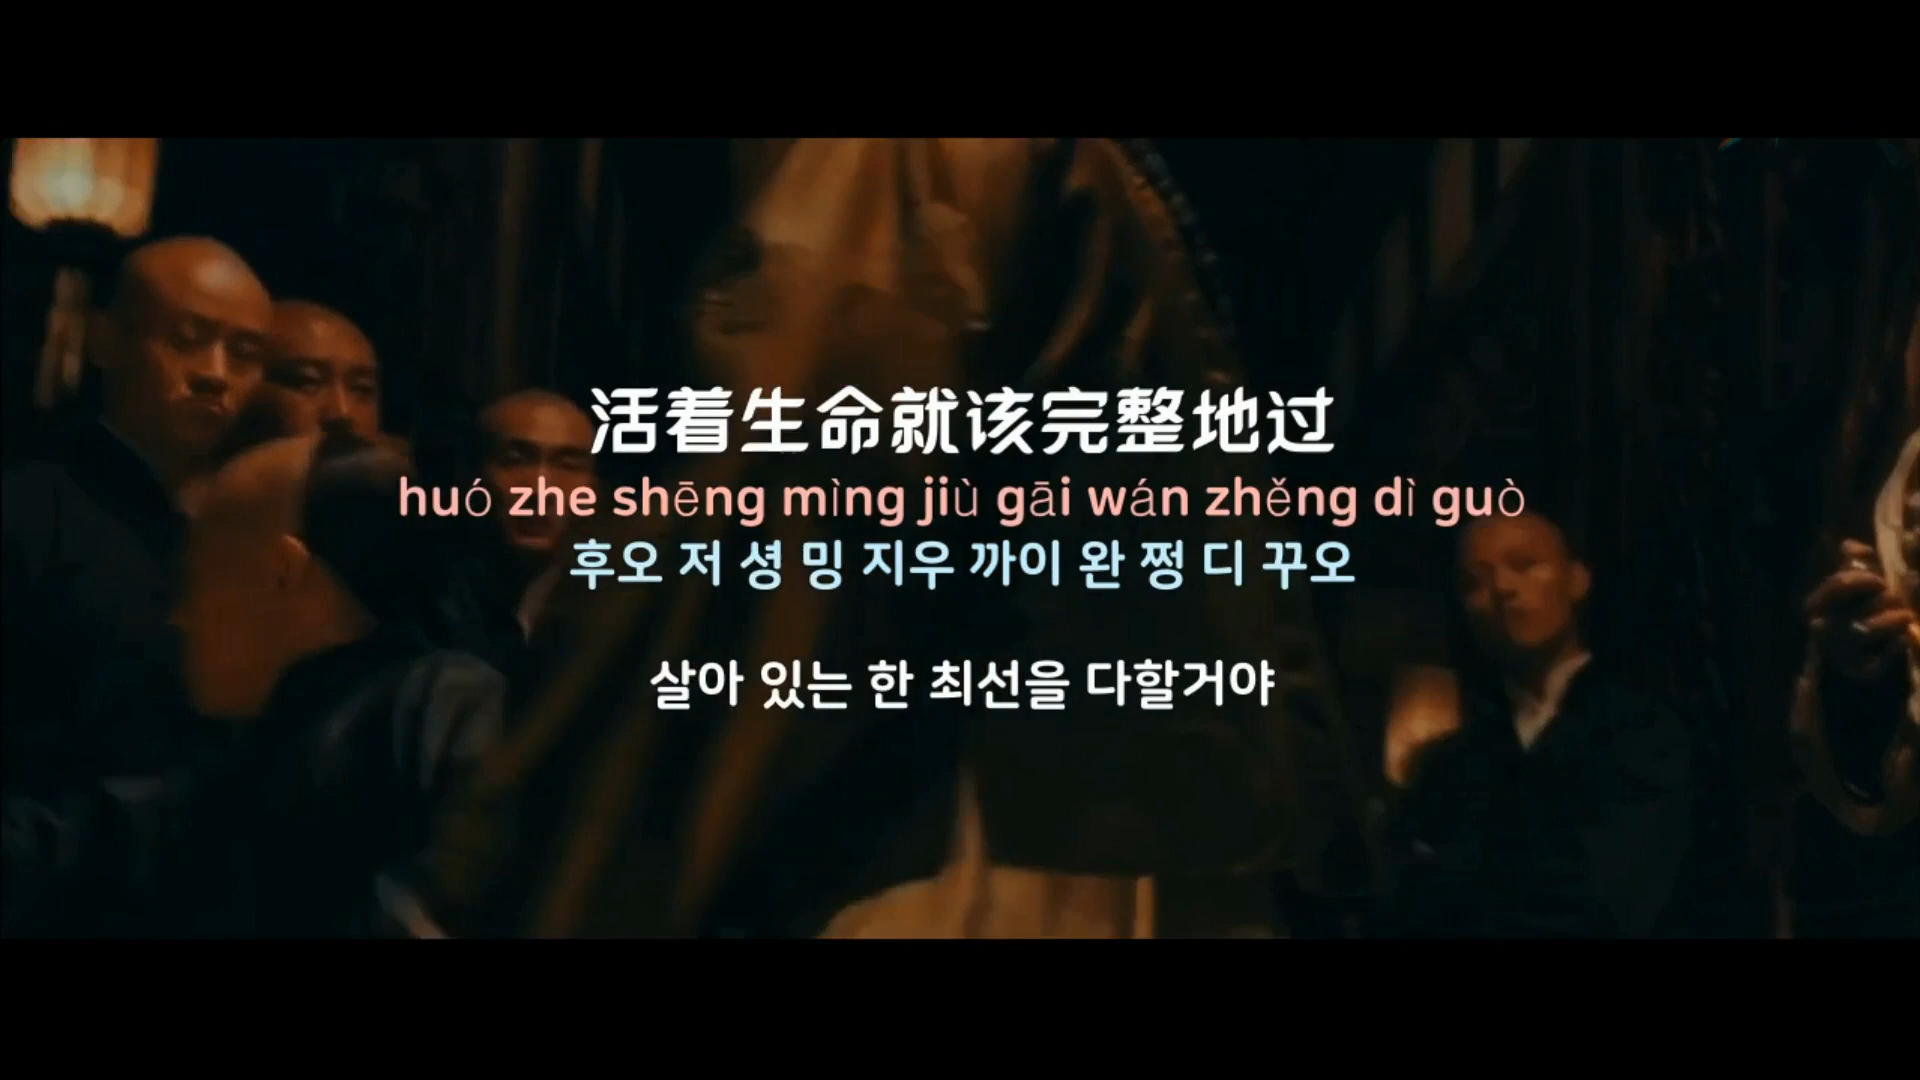 活着生命就该完整地过
huó zhe shēng mìng jiù gāi wán zhěng dì guò
후오 저 셩 밍 지우 까이 완 쩡 디 꾸오
살아 있는 한 최선을 다할거야